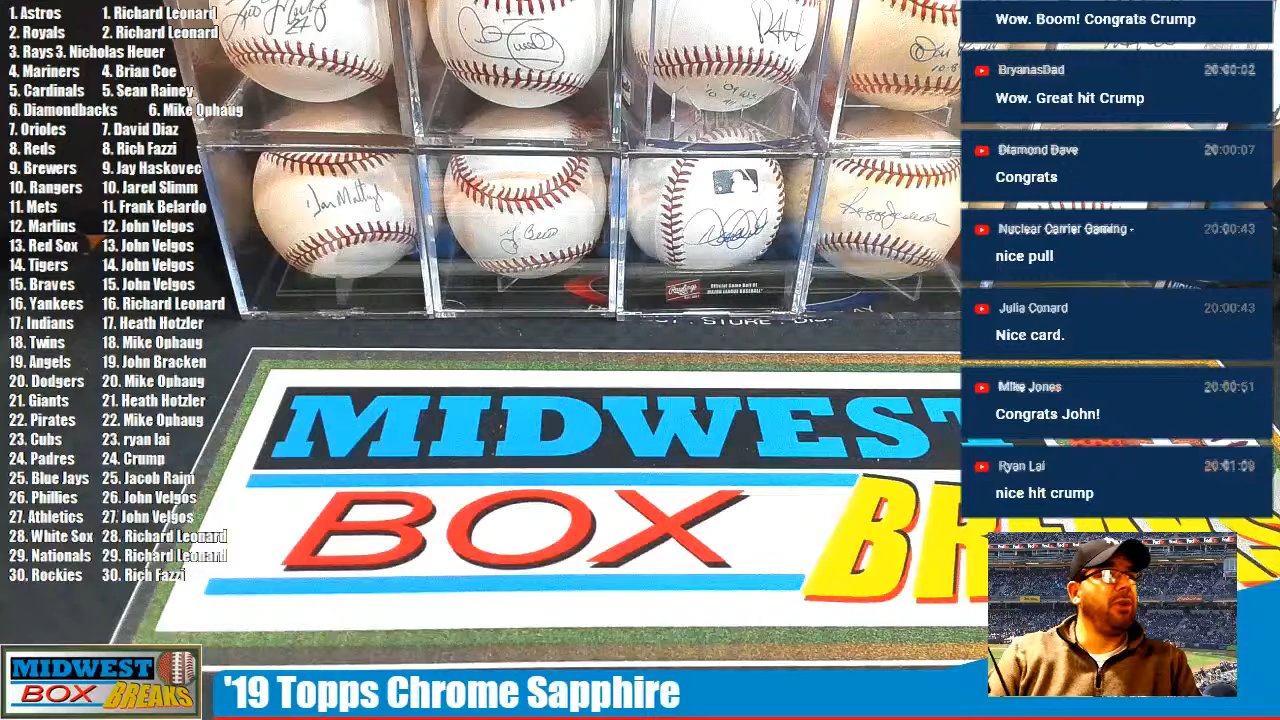 1. Astros 1. Richard Leonard
2. Royals 2. Richard Leonard
3. Rays 3. Nicholas Heuer
4. Mariners 4. Brian Coe
5. Cardinals 5. Sean Rainey
6. Diamondbacks 6. Mike Ophaug
7. Orioles 7. David Diaz
8. Reds 8. Rich Fazzi
9. Brewers 9. Jay Haskovec
10. Rangers 10. Jared Slimm
11. Mets 11. Frank Belardo
12. Marlins 12. John Velgos
13. Red Sox 13. John Velgos
14. Tigers 14. John Velgos
15. Braves 15. John Velgos
16. Yankees 16. Richard Leonard
17. Indians 17. Heath Hotzler
18. Twins 18. Mike Ophaug
19. Angels 19. John Bracken
20. Dodgers 20. Mike Ophaug
21. Giants 21. Heath Hotzler
22. Pirates 22. Mike Ophaug
23. Cubs 23. ryan lai
24. Padres 24. Crump
25. Blue Jays 25. Jacob Raim
26. Phillies 26. John Velgos
27. Athletics 27. John Velgos
28. White Sox 28. Richard Leonard
29. Nationals 29. Richard Leonard
30. Rockies 30. Rich Fazzi
Rawlings
Official Game Ball Of
MAJOR LEAGUE BASEBALL
MIDWEST
BOX
Wow. Boom! Congrats Crump
BryanasDad 20:00:02
Wow. Great hit Crump
Diamond Dave 20:00:07
Congrats
Nuclear Carrier Gaming - 20:00:43
nice pull
Julia Conard 20:00:43
Nice card.
Mike Jones 20:00:51
Congrats John!
Ryan Lai 20:01:09
nice hit crump
MIDWEST
BOX BREAKS
'19 Topps Chrome Sapphire